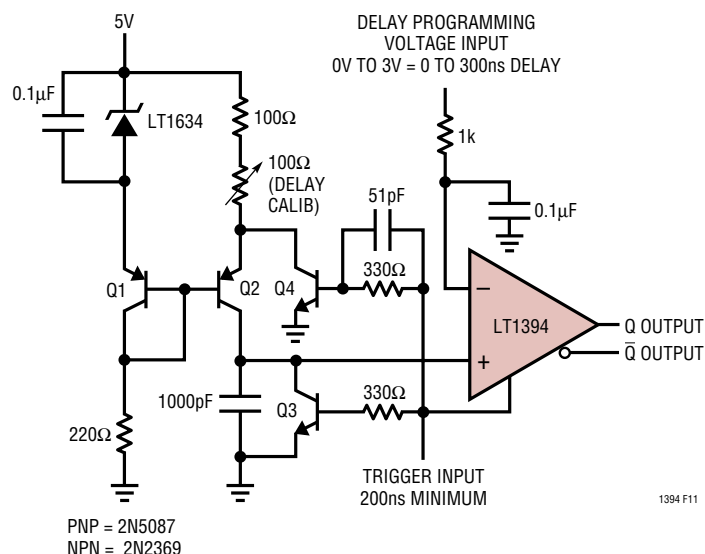 5V
DELAY PROGRAMMING
VOLTAGE INPUT
0V TO 3V = 0 TO 300ns DELAY
0.1µF
LT1634
100Ω
1k
100Ω
(DELAY
CALIB)
51pF
0.1µF
Q1
Q2
Q4
330Ω
−
LT1394
Q OUTPUT
Q̅ OUTPUT
+
1000pF
Q3
330Ω
220Ω
TRIGGER INPUT
200ns MINIMUM
1394 F11
PNP = 2N5087
NPN = 2N2369